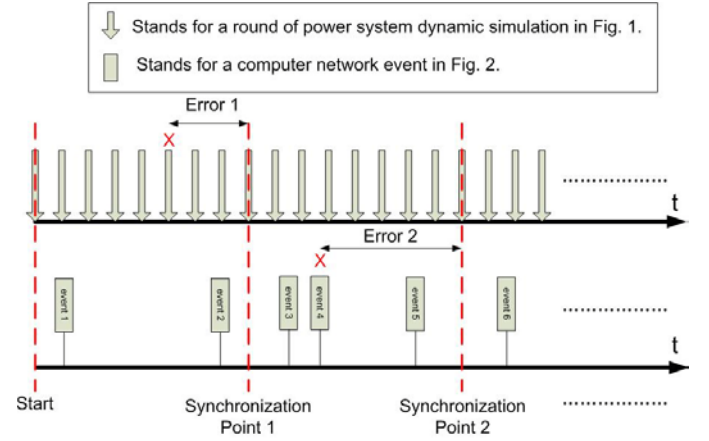 Stands for a round of power system dynamic simulation in Fig. 1.
Stands for a computer network event in Fig. 2.
Error 1
X
t
Error 2
X
event 1
event 2
event 3
event 4
event 5
event 6
t
Start
Synchronization
Point 1
Synchronization
Point 2